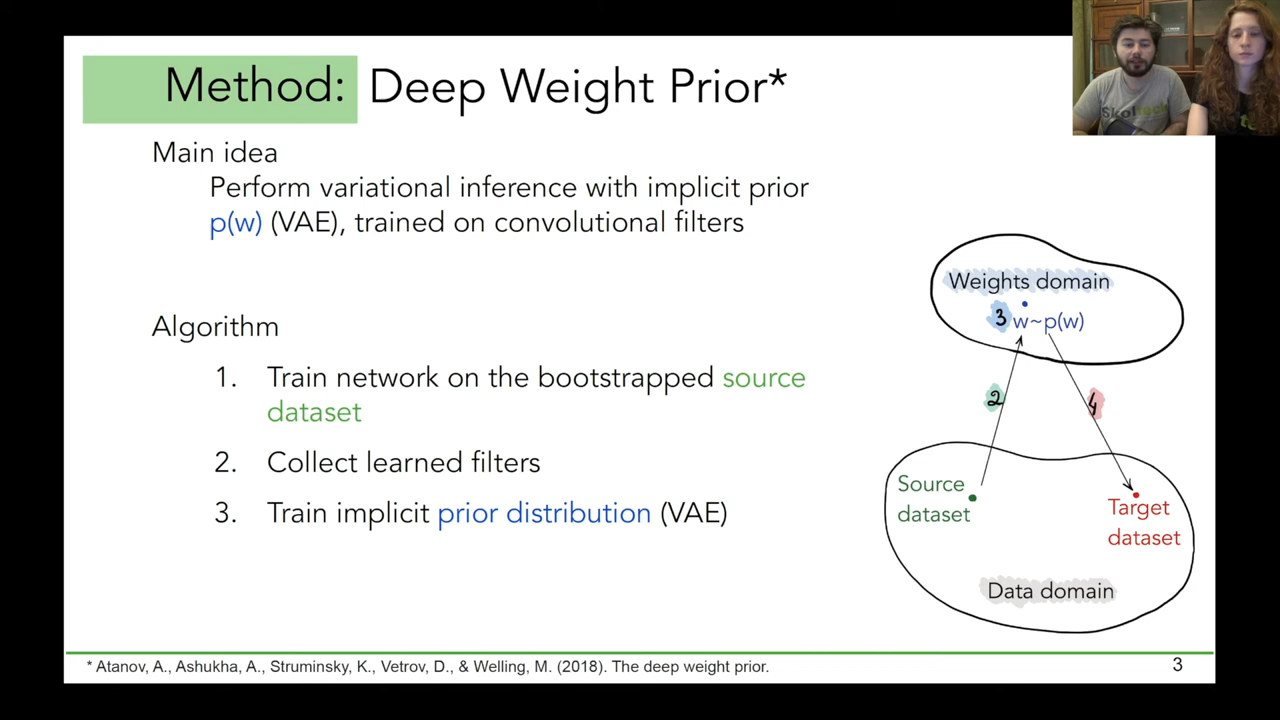 Method: Deep Weight Prior*
Main idea
Perform variational inference with implicit prior
p(w) (VAE), trained on convolutional filters
Algorithm
1. Train network on the bootstrapped source
dataset
2. Collect learned filters
3. Train implicit prior distribution (VAE)
Weights domain
3 w~p(w)
2
4
Source
dataset
Target
dataset
Data domain
* Atanov, A., Ashukha, A., Struminsky, K., Vetrov, D., & Welling, M. (2018). The deep weight prior.
3